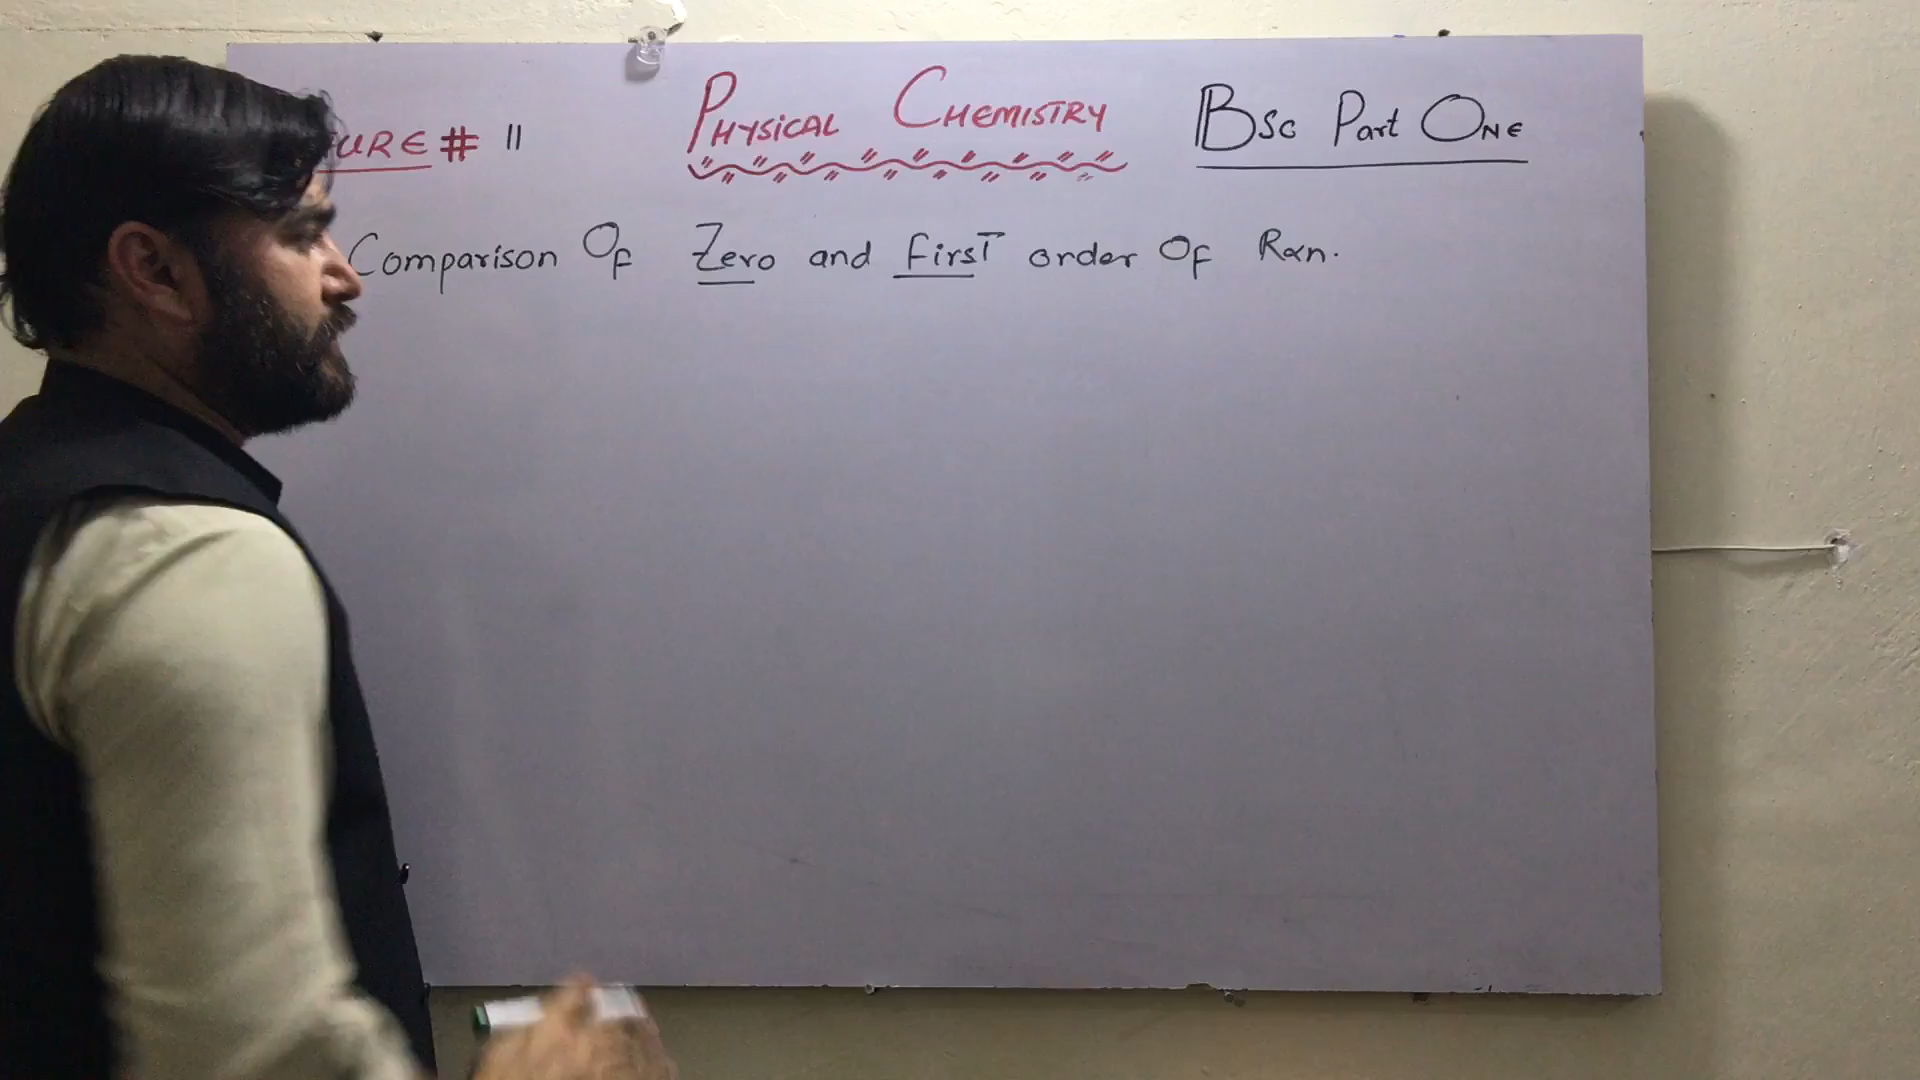 URE # 11 Physical Chemistry BSc Part One
Comparison Of Zero and First order Of Rxn.